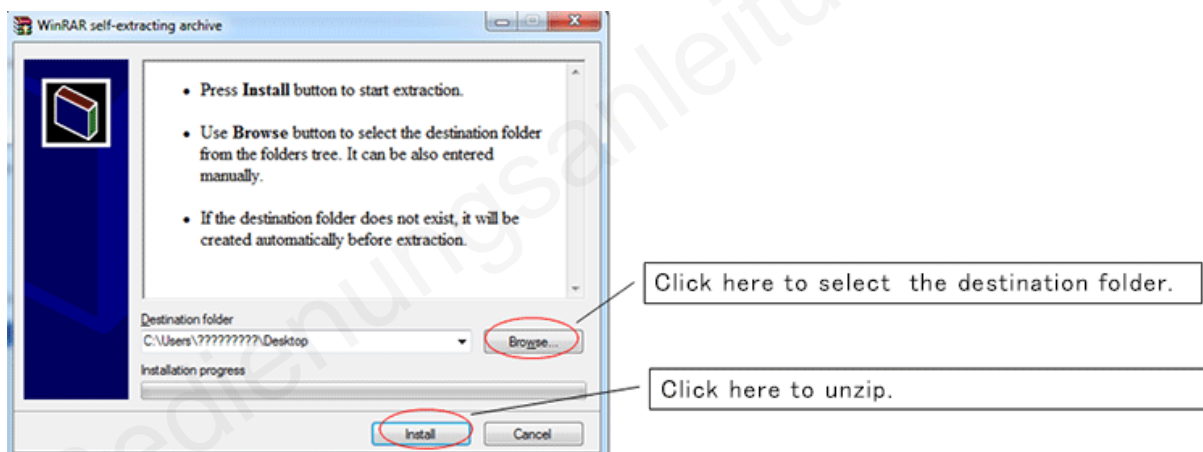 WinRAR self-extracting archive
• Press Install button to start extraction.
• Use Browse button to select the destination folder
from the folders tree. It can be also entered
manually.
• If the destination folder does not exist, it will be
created automatically before extraction.
Destination folder
C:\Users\?????????\Desktop
Browse...
Installation progress
Install
Cancel
Click here to select the destination folder.
Click here to unzip.
Bedienungsanleitu